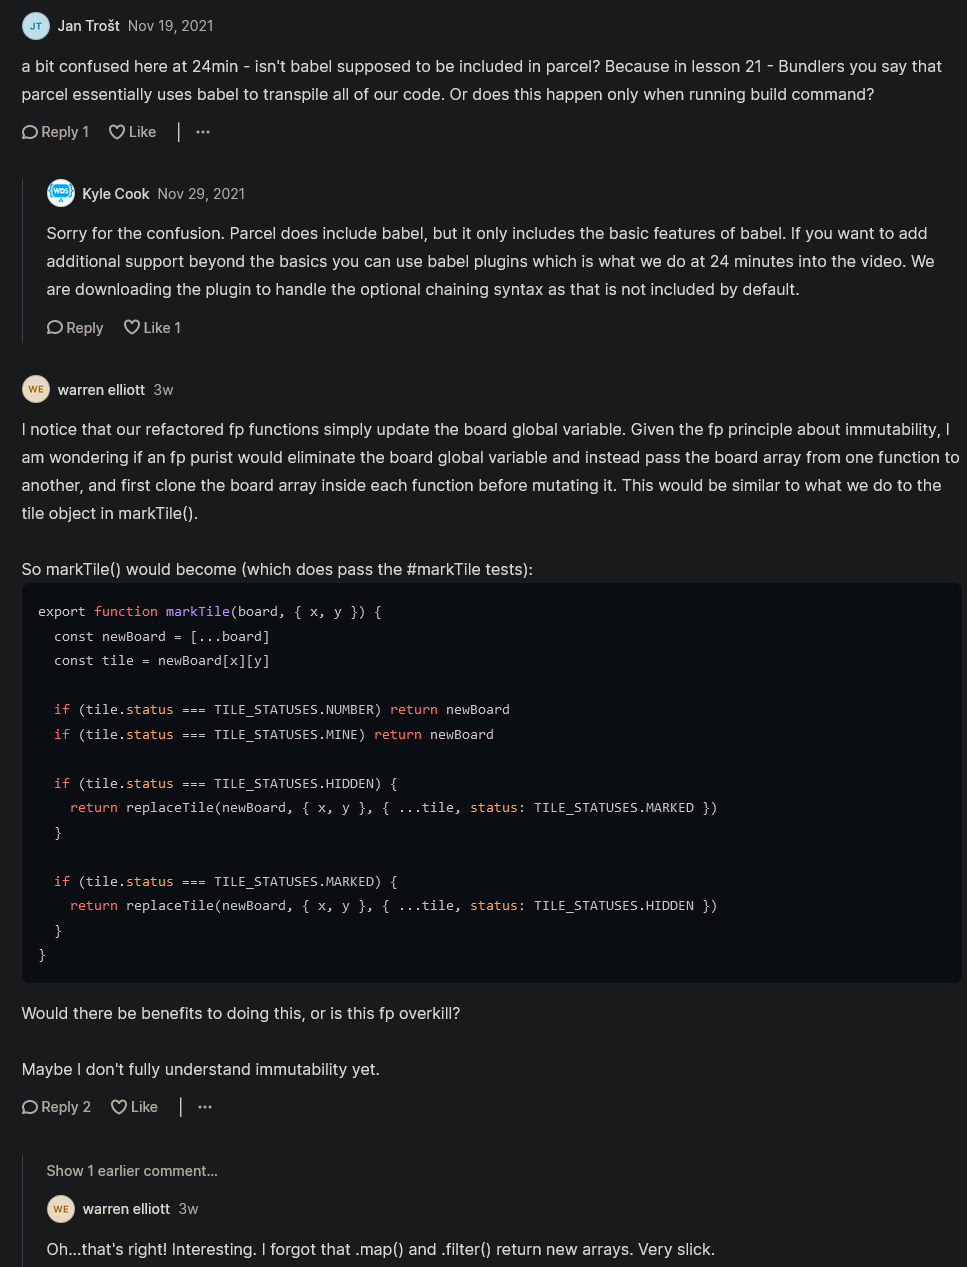 JT Jan Trošt Nov 19, 2021
a bit confused here at 24min - isn't babel supposed to be included in parcel? Because in lesson 21 - Bundlers you say that
parcel essentially uses babel to transpile all of our code. Or does this happen only when running build command?
Reply 1 Like
WDS Kyle Cook Nov 29, 2021
Sorry for the confusion. Parcel does include babel, but it only includes the basic features of babel. If you want to add
additional support beyond the basics you can use babel plugins which is what we do at 24 minutes into the video. We
are downloading the plugin to handle the optional chaining syntax as that is not included by default.
Reply Like 1
WE warren elliott 3w
I notice that our refactored fp functions simply update the board global variable. Given the fp principle about immutability, I
am wondering if an fp purist would eliminate the board global variable and instead pass the board array from one function to
another, and first clone the board array inside each function before mutating it. This would be similar to what we do to the
tile object in markTile().
So markTile() would become (which does pass the #markTile tests):
export function markTile(board, { x, y }) {
  const newBoard = [...board]
  const tile = newBoard[x][y]
  if (tile.status === TILE_STATUSES.NUMBER) return newBoard
  if (tile.status === TILE_STATUSES.MINE) return newBoard
  if (tile.status === TILE_STATUSES.HIDDEN) {
    return replaceTile(newBoard, { x, y }, { ...tile, status: TILE_STATUSES.MARKED })
  }
  if (tile.status === TILE_STATUSES.MARKED) {
    return replaceTile(newBoard, { x, y }, { ...tile, status: TILE_STATUSES.HIDDEN })
  }
}
Would there be benefits to doing this, or is this fp overkill?
Maybe I don't fully understand immutability yet.
Reply 2 Like
Show 1 earlier comment...
WE warren elliott 3w
Oh...that's right! Interesting. I forgot that .map() and .filter() return new arrays. Very slick.